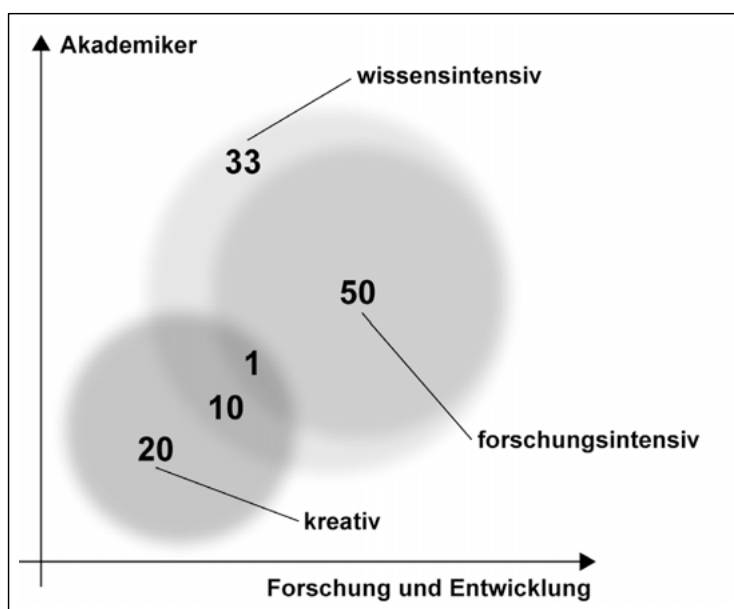 Akademiker
wissensintensiv
33
50
1
10
20
forschungsintensiv
kreativ
Forschung und Entwicklung